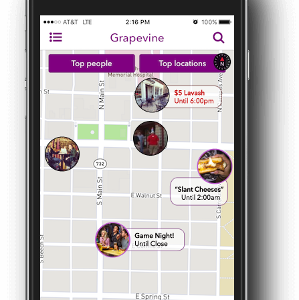 AT&T LTE 2:16 PM 100%
Grapevine
Top people Top locations
N
Memorial Hospital
St
N Main St
$5 Lavash
Until 6:00pm
732
"Slant Cheeses"
Until 2:00am
S Main St
E Walnut St
Game Night!
Until Close
E Spring St